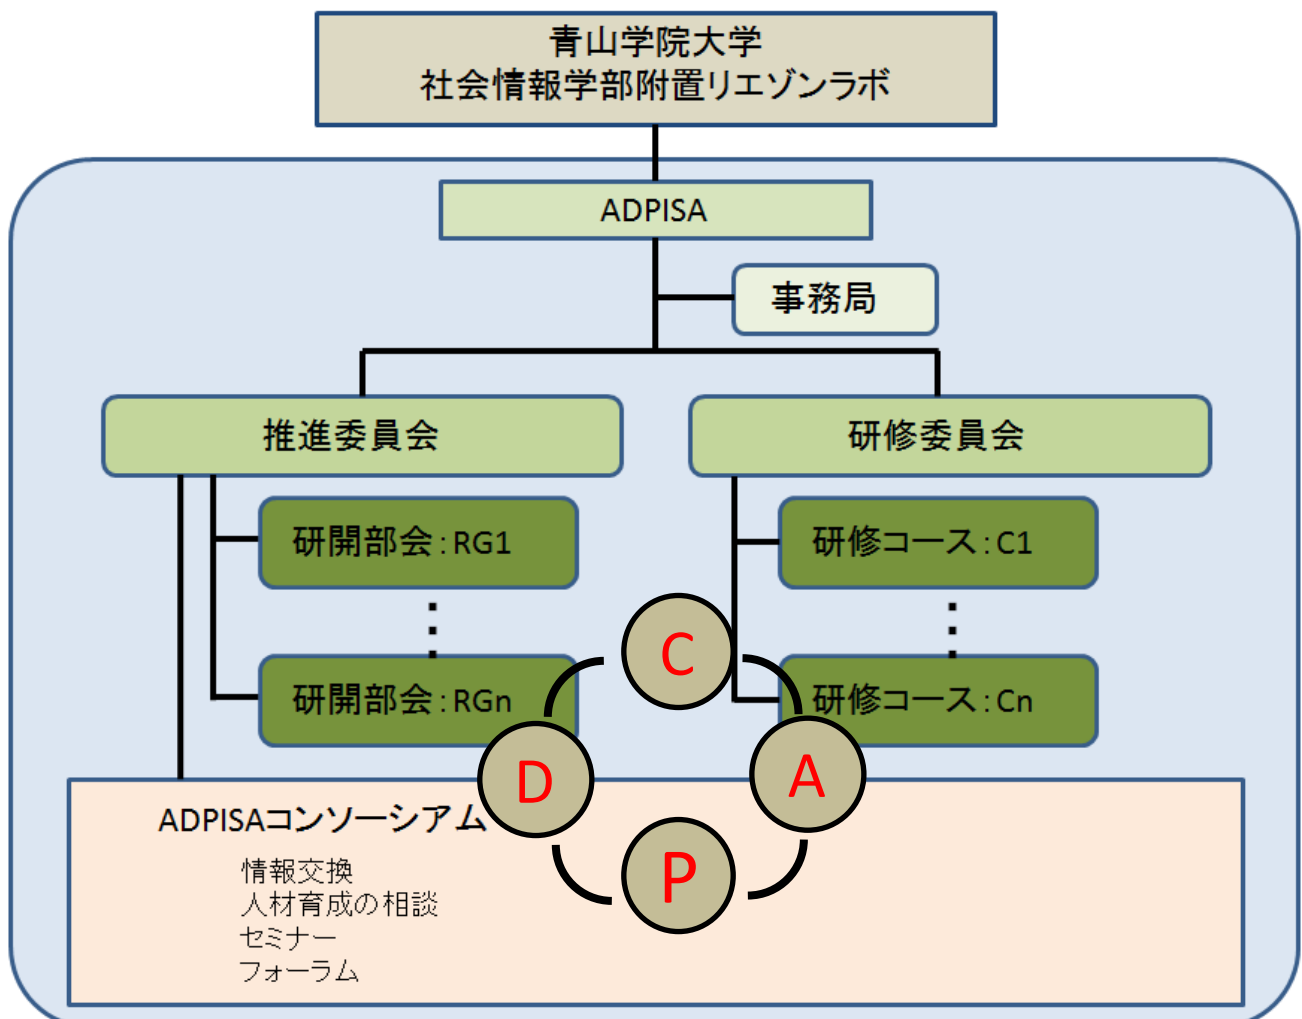 青山学院大学
社会情報学部附置リエゾンラボ
ADPISA
事務局
推進委員会
研修委員会
研開部会：RG1
研修コース：C1
研開部会：RGn
研修コース：Cn
C
D
A
P
ADPISAコンソーシアム
情報交換
人材育成の相談
セミナー
フォーラム